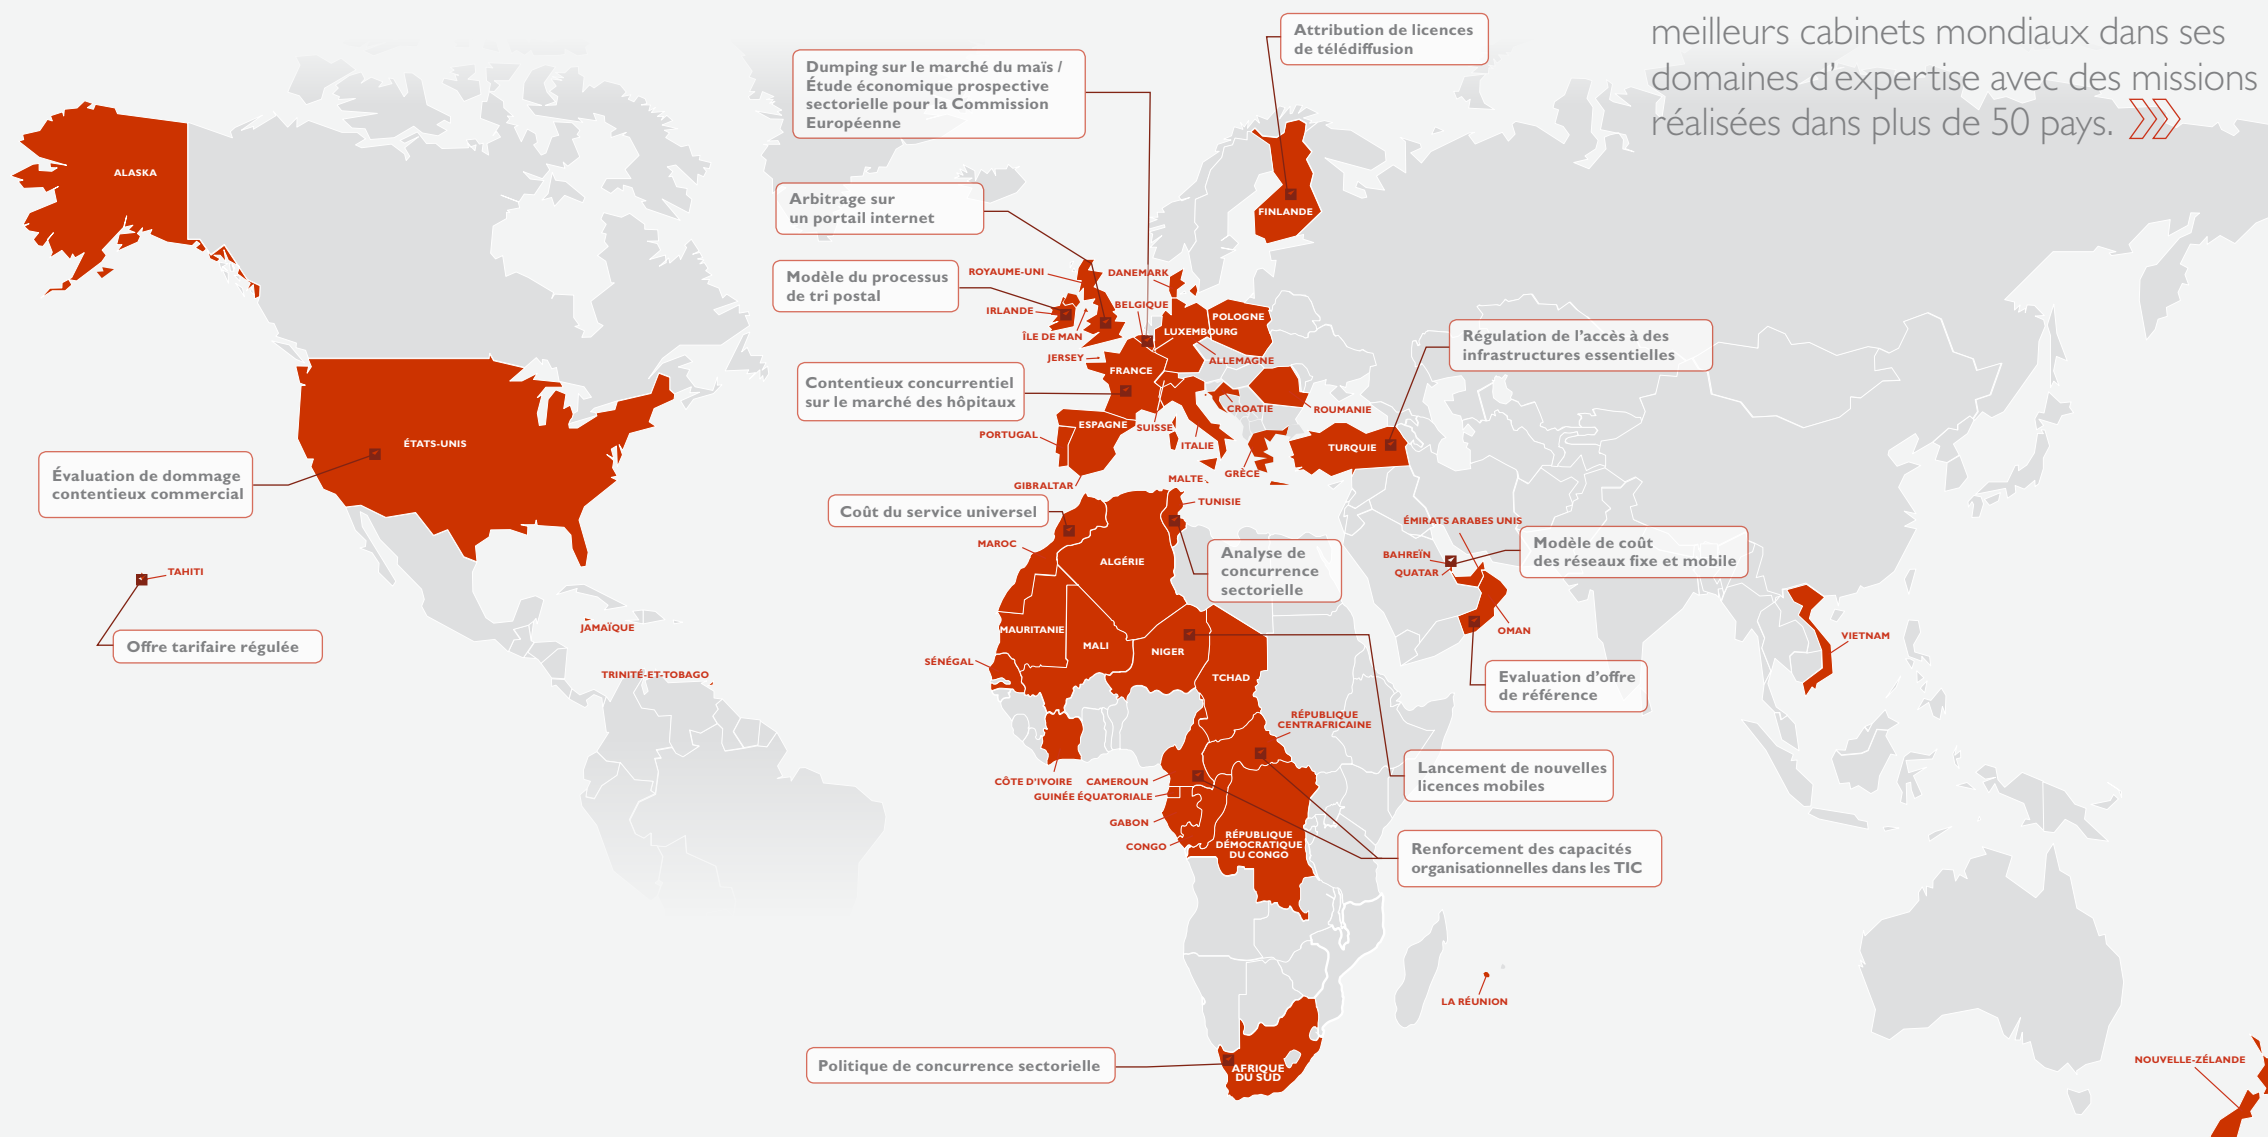 meilleurs cabinets mondiaux dans ses
domaines d’expertise avec des missions
réalisées dans plus de 50 pays.
Attribution de licences
de télédiffusion
Dumping sur le marché du maïs /
Étude économique prospective
sectorielle pour la Commission
Européenne
ALASKA
Arbitrage sur
un portail internet
FINLANDE
Modèle du processus
de tri postal
ROYAUME-UNI
DANEMARK
IRLANDE
BELGIQUE
POLOGNE
ÎLE DE MAN
LUXEMBOURG
JERSEY
ALLEMAGNE
FRANCE
Régulation de l’accès à des
infrastructures essentielles
Contentieux concurrentiel
sur le marché des hôpitaux
CROATIE
ROUMANIE
ESPAGNE
SUISSE
PORTUGAL
ITALIE
TURQUIE
ÉTATS-UNIS
GRÈCE
MALTE
GIBRALTAR
Évaluation de dommage
contentieux commercial
TUNISIE
Coût du service universel
MAROC
ALGÉRIE
Analyse de
concurrence
sectorielle
ÉMIRATS ARABES UNIS
BAHREÏN
QUATAR
Modèle de coût
des réseaux fixe et mobile
TAHITI
Offre tarifaire régulée
JAMAÏQUE
TRINITÉ-ET-TOBAGO
MAURITANIE
MALI
NIGER
SÉNÉGAL
TCHAD
OMAN
VIETNAM
Evaluation d’offre
de référence
RÉPUBLIQUE
CENTRAFRICAINE
CÔTE D’IVOIRE
CAMEROUN
GUINÉE ÉQUATORIALE
GABON
CONGO
RÉPUBLIQUE
DÉMOCRATIQUE
DU CONGO
Lancement de nouvelles
licences mobiles
Renforcement des capacités
organisationnelles dans les TIC
LA RÉUNION
Politique de concurrence sectorielle
AFRIQUE
DU SUD
NOUVELLE-ZÉLANDE